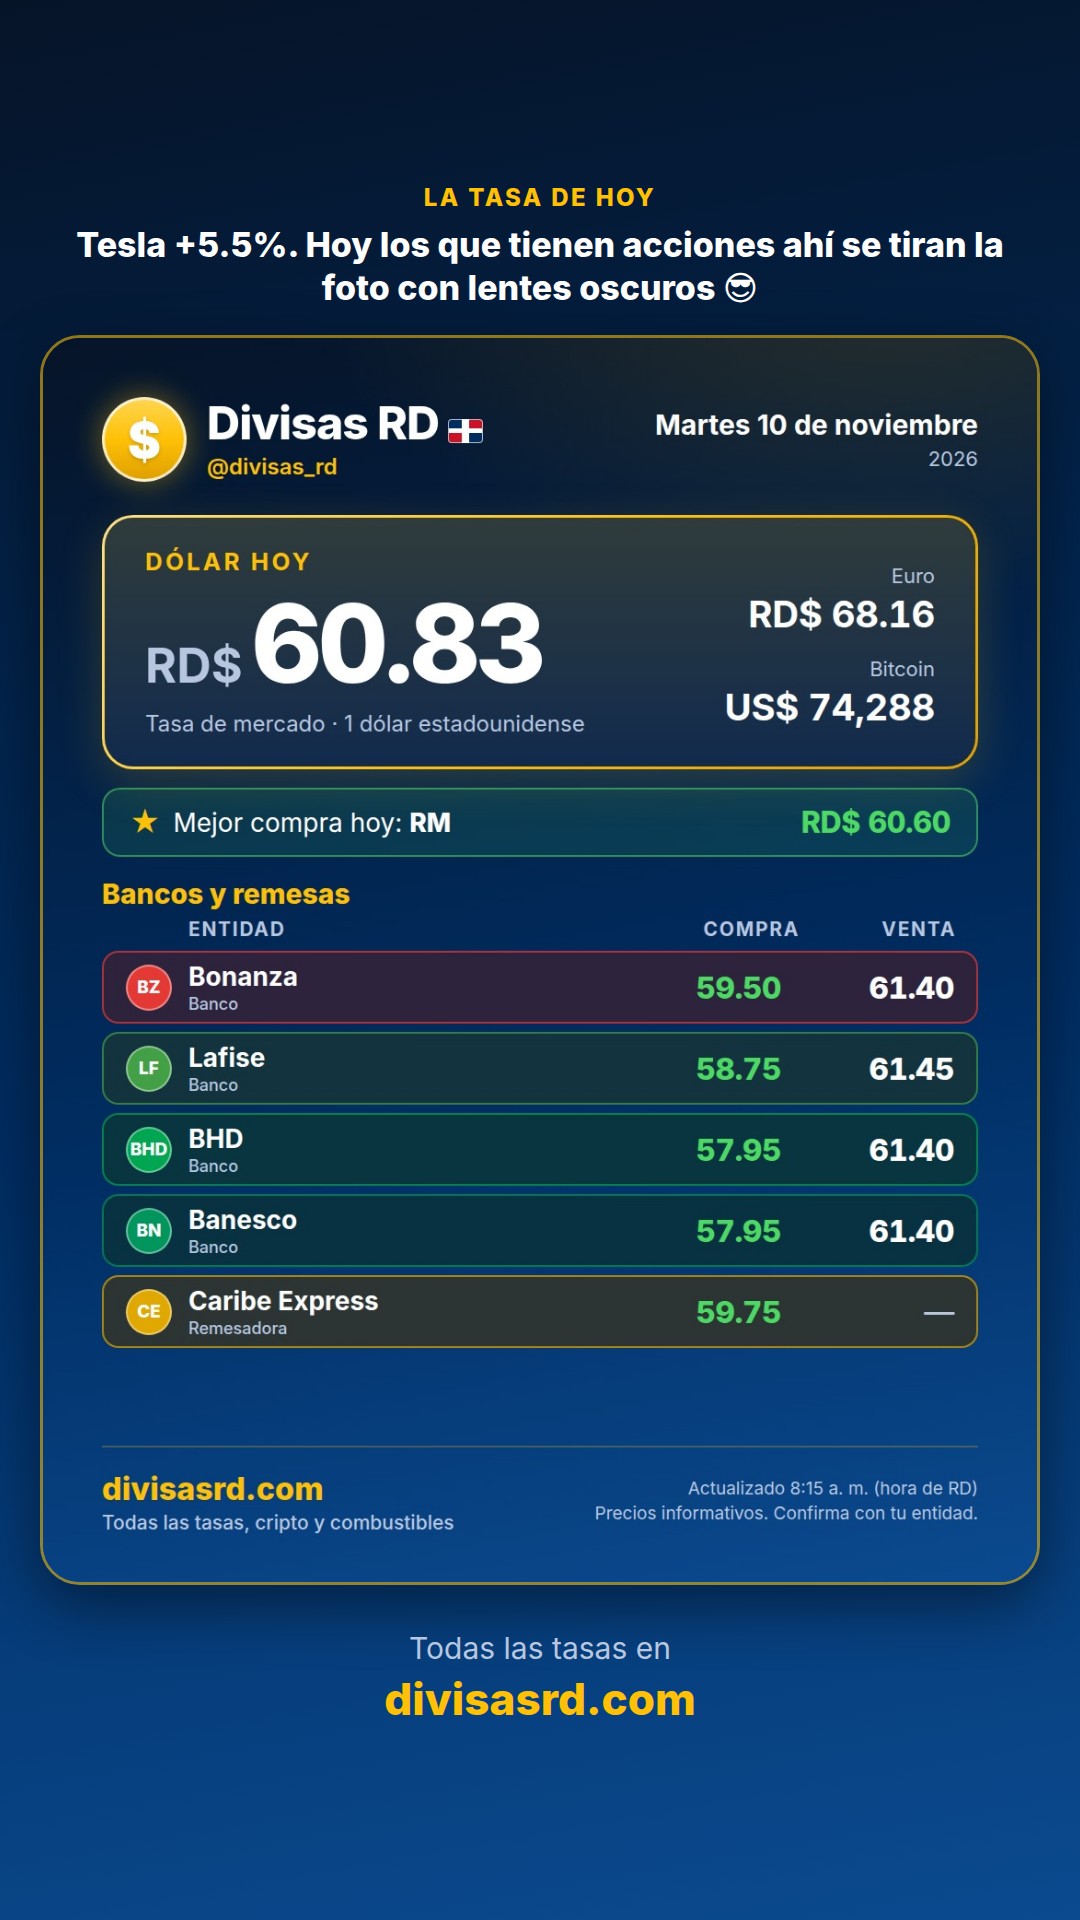 LA TASA DE HOY
Tesla +5.5%. Hoy los que tienen acciones ahí se tiran la
foto con lentes oscuros 😎
$ Divisas RD 🇩🇴
@divisas_rd
Martes 10 de noviembre
2026
DÓLAR HOY
RD$ 60.83
Tasa de mercado · 1 dólar estadounidense
Euro
RD$ 68.16
Bitcoin
US$ 74,288
★ Mejor compra hoy: RM RD$ 60.60
Bancos y remesas
ENTIDAD COMPRA VENTA
BZ Bonanza 59.50 61.40
Banco
LF Lafise 58.75 61.45
Banco
BHD BHD 57.95 61.40
Banco
BN Banesco 57.95 61.40
Banco
CE Caribe Express 59.75 —
Remesadora
divisasrd.com
Todas las tasas, cripto y combustibles
Actualizado 8:15 a. m. (hora de RD)
Precios informativos. Confirma con tu entidad.
Todas las tasas en
divisasrd.com